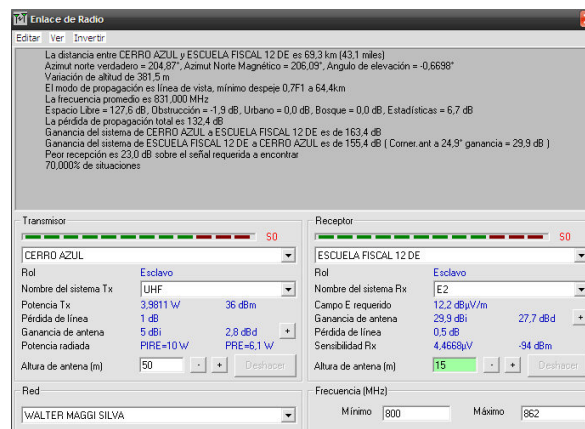 Enlace de Radio
Editar Ver Invertir
La distancia entre CERRO AZUL y ESCUELA FISCAL 12 DE es 69,3 km (43,1 miles)
Azimut norte verdadero = 204,87°, Azimut Norte Magnético = 206,09°, Angulo de elevación = -0,6698°
Variación de altitud de 381,5 m
El modo de propagación es línea de vista, mínimo despeje 0,7F1 a 64,4km
La frecuencia promedio es 831,000 MHz
Espacio Libre = 127,6 dB, Obstrucción = -1,9 dB, Urbano = 0,0 dB, Bosque = 0,0 dB, Estadísticas = 6,7 dB
La pérdida de propagación total es 132,4 dB
Ganancia del sistema de CERRO AZUL a ESCUELA FISCAL 12 DE es de 163,4 dB
Ganancia del sistema de ESCUELA FISCAL 12 DE a CERRO AZUL es de 155,4 dB ( Corner.ant a 24,9° ganancia = 29,9 dB )
Peor recepción es 23,0 dB sobre el señal requerida a encontrar
70,000% de situaciones
Transmisor
S0
CERRO AZUL
Rol Esclavo
Nombre del sistema Tx UHF
Potencia Tx 3,9811 W 36 dBm
Pérdida de línea 1 dB
Ganancia de antena 5 dBi 2,8 dBd +
Potencia radiada PIRE=10 W PRE=6,1 W
Altura de antena (m) 50 - + Deshacer
Receptor
S0
ESCUELA FISCAL 12 DE
Rol Esclavo
Nombre del sistema Rx E2
Campo E requerido 12,2 dBµV/m
Ganancia de antena 29,9 dBi 27,7 dBd +
Pérdida de línea 0,5 dB
Sensibilidad Rx 4,4668µV -94 dBm
Altura de antena (m) 15 - + Deshacer
Red
WALTER MAGGI SILVA
Frecuencia (MHz)
Mínimo 800 Máximo 862